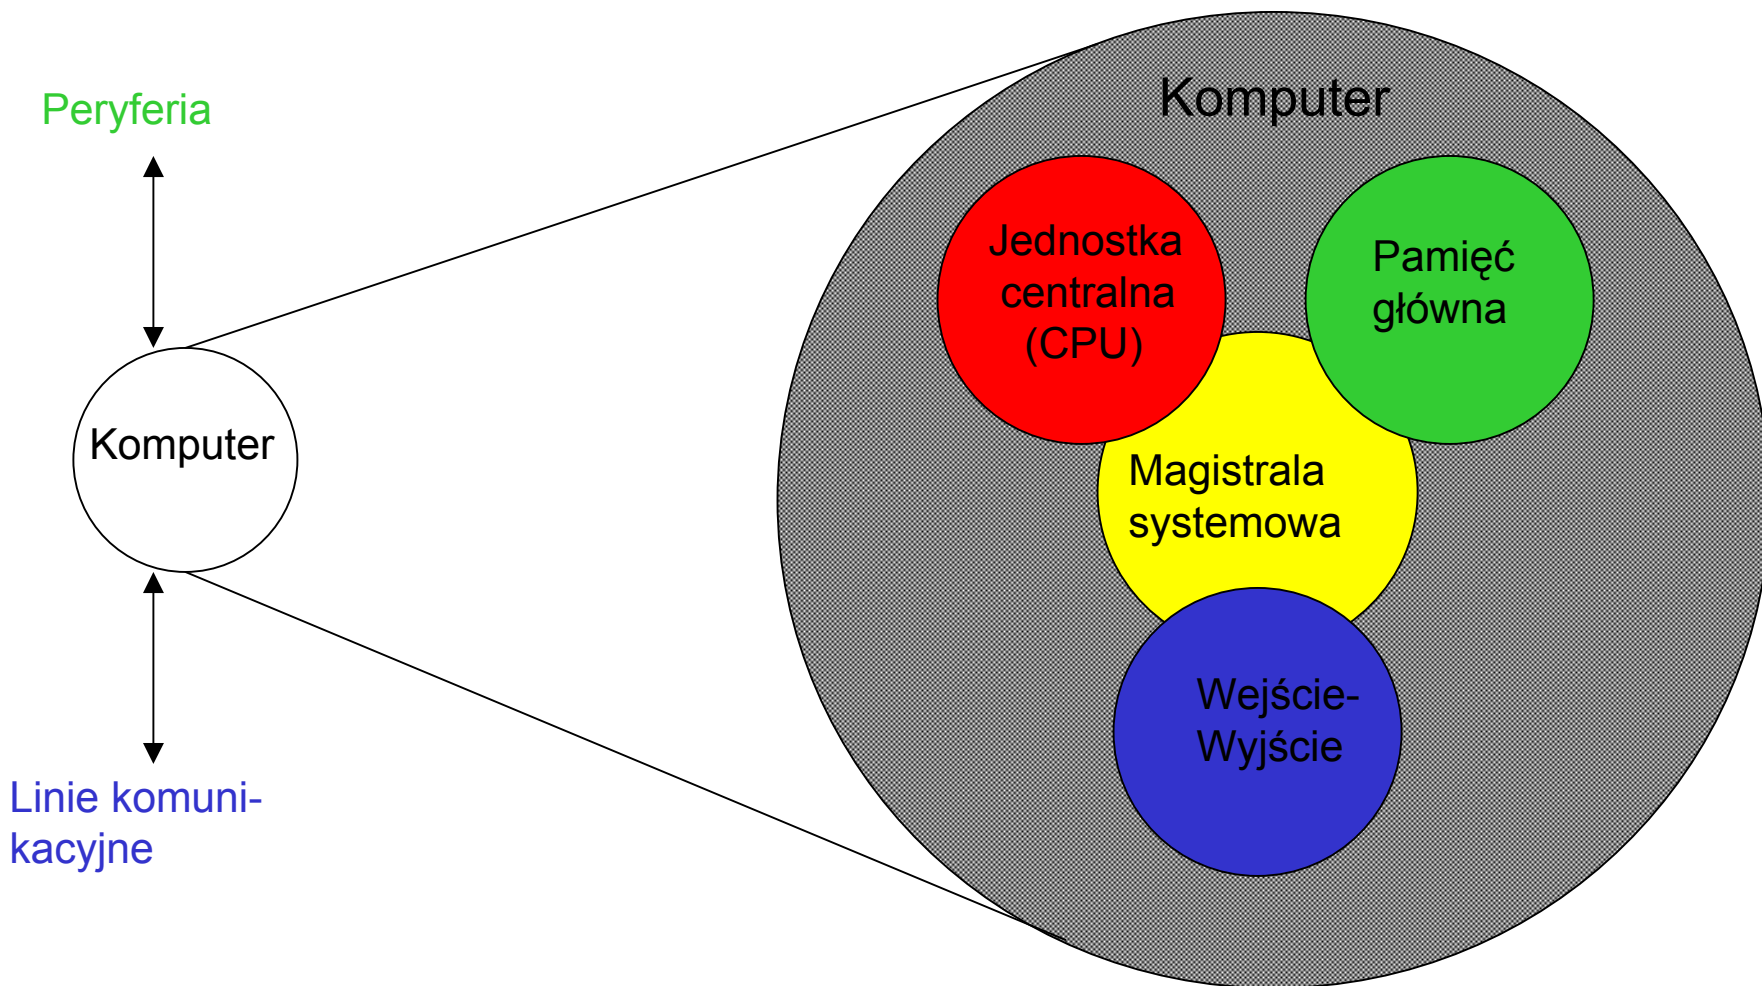 Peryferia
Komputer
Linie komuni-
kacyjne
Komputer
Jednostka
centralna
(CPU)
Pamięć
główna
Magistrala
systemowa
Wejście-
Wyjście